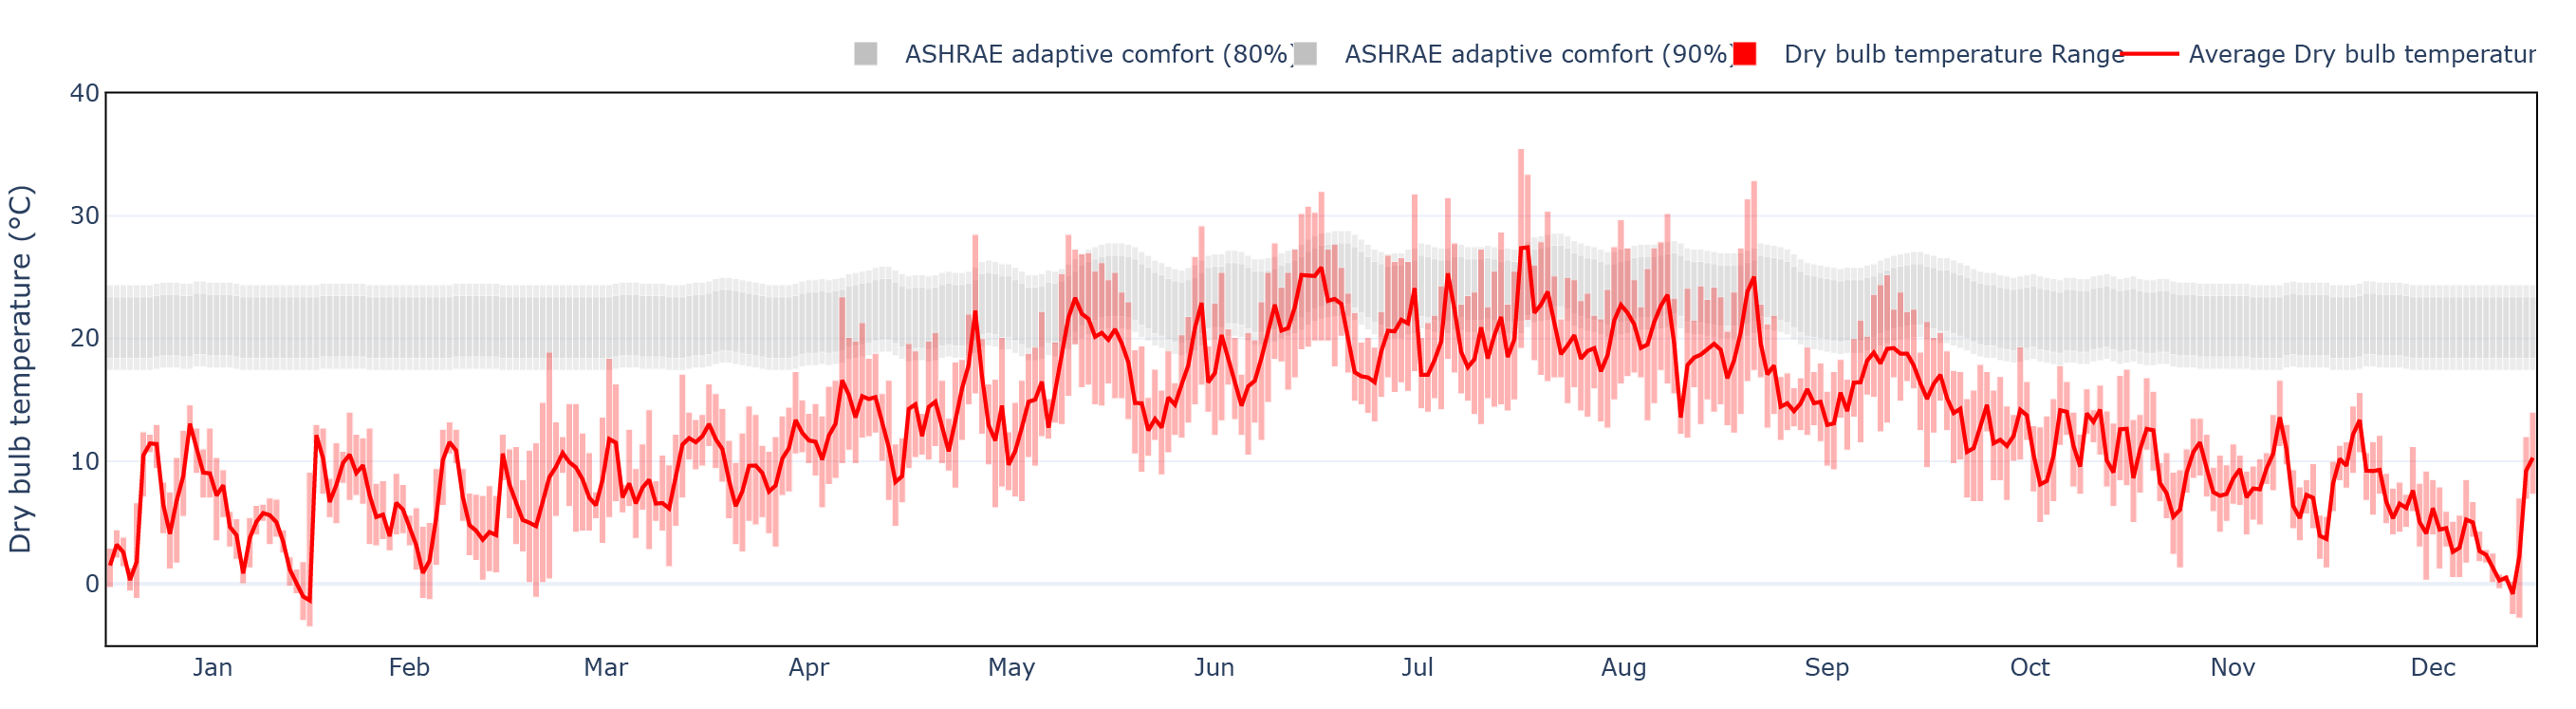 ASHRAE adaptive comfort (80%)
ASHRAE adaptive comfort (90%)
Dry bulb temperature Range
Average Dry bulb temperatur
Dry bulb temperature (°C)
40
30
20
10
0
Jan Feb Mar Apr May Jun Jul Aug Sep Oct Nov Dec